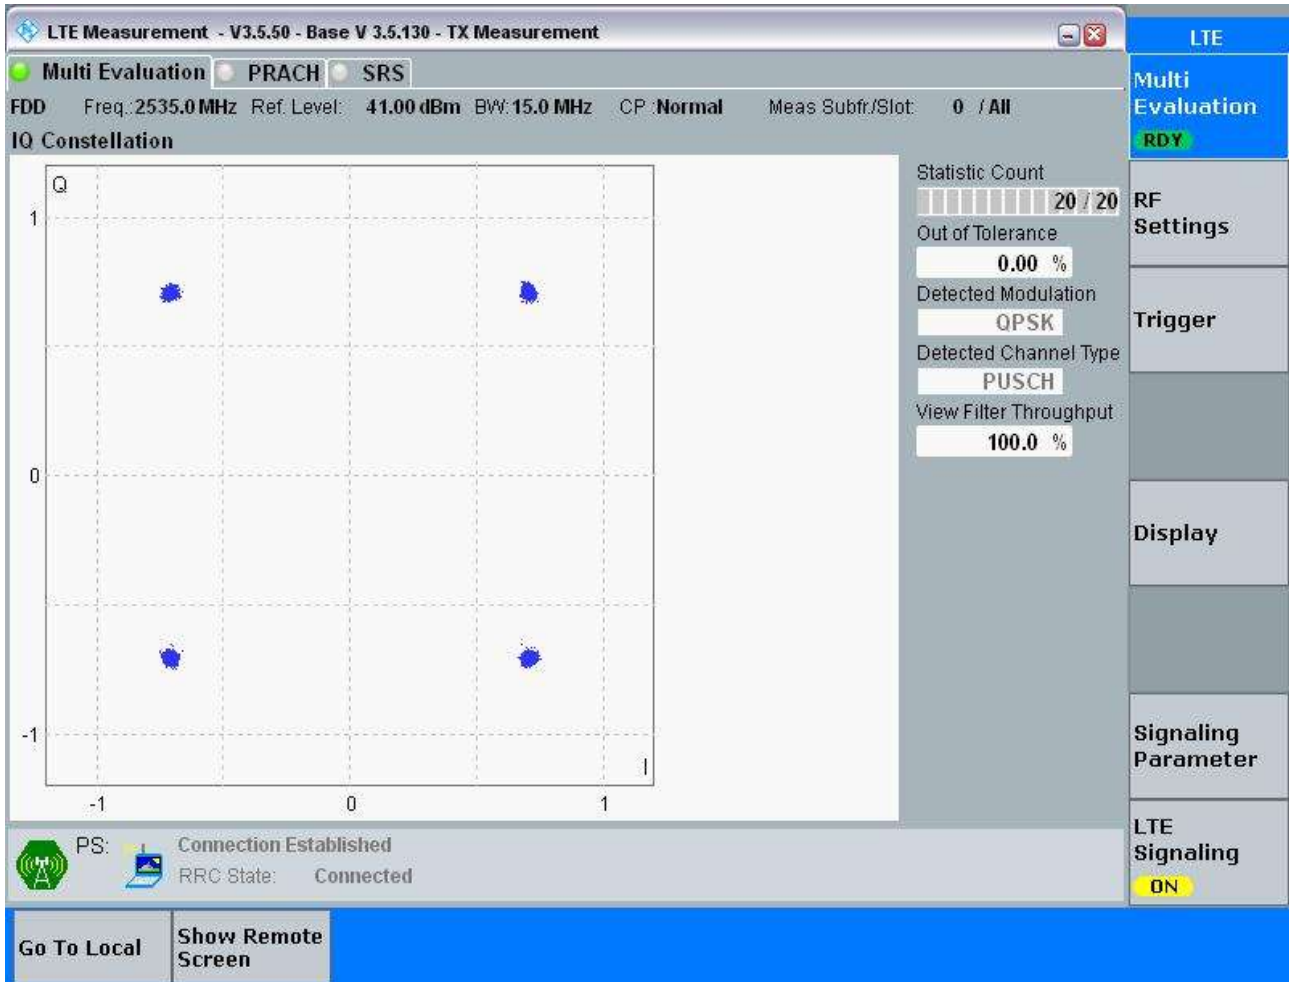 LTE Measurement - V3.5.50 - Base V 3.5.130 - TX Measurement
LTE
Multi Evaluation PRACH SRS
FDD Freq.:2535.0 MHz Ref. Level: 41.00 dBm BW:15.0 MHz CP :Normal Meas Subfr./Slot: 0 / All
IQ Constellation
Q
1
0
-1
I
-1 0 1
Statistic Count
20 / 20
Out of Tolerance
0.00 %
Detected Modulation
QPSK
Detected Channel Type
PUSCH
View Filter Throughput
100.0 %
Multi
Evaluation
RDY
RF
Settings
Trigger
Display
Signaling
Parameter
LTE
Signaling
ON
PS: Connection Established
RRC State: Connected
Go To Local
Show Remote
Screen